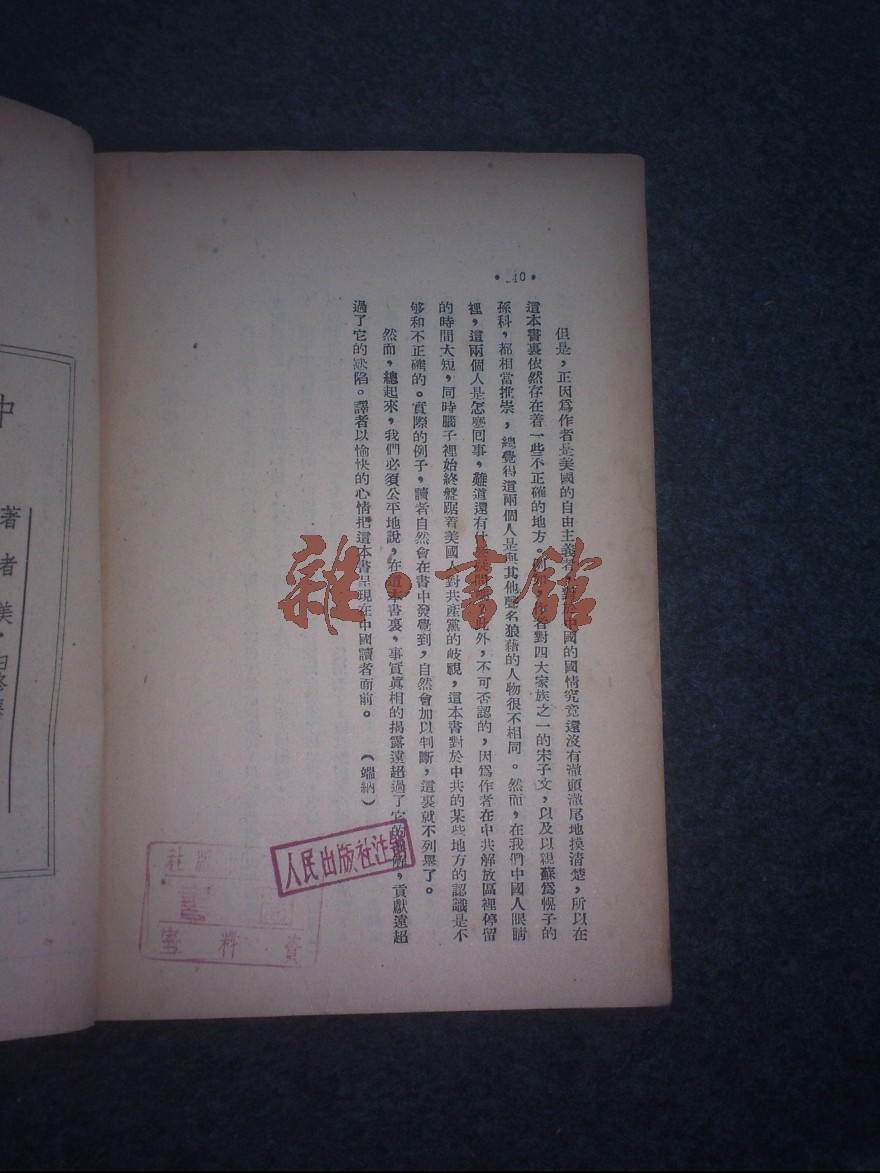 •40•
但是，正因爲作者是美國的自由主義者，對於中國的國情究竟還沒有澈頭澈尾地摸清楚，所以在
這本書裏依然存在着一些不正確的地方。例如，作者對四大家族之一的宋子文，以及以親蘇爲幌子的
孫科，都相當推崇，總覺得這兩個人是與其他聲名狼藉的人物很不相同。然而，在我們中國人眼睛
裡，這兩個人是怎麽回事，難道還有什 此外，不可否認的，因爲作者在中共解放區裡停留
的時間太短，同時腦子裡始終盤踞着美國人對共產黨的歧視，這本書對於中共的某些地方的認識是不
够和不正確的。實際的例子，讀者自然會在書中發覺到，自然會加以判斷，這裏就不列舉了。
然而，總起來，我們必須公平地說，在這本書裏，事實眞相的揭露遠超過了它的 ，貢獻遠超
過了它的缺陷。譯者以愉快的心情把這本書呈現在中國讀者面前。 （端納）
雜·書館
人民出版社注銷
社
資料室
中
著者 美·